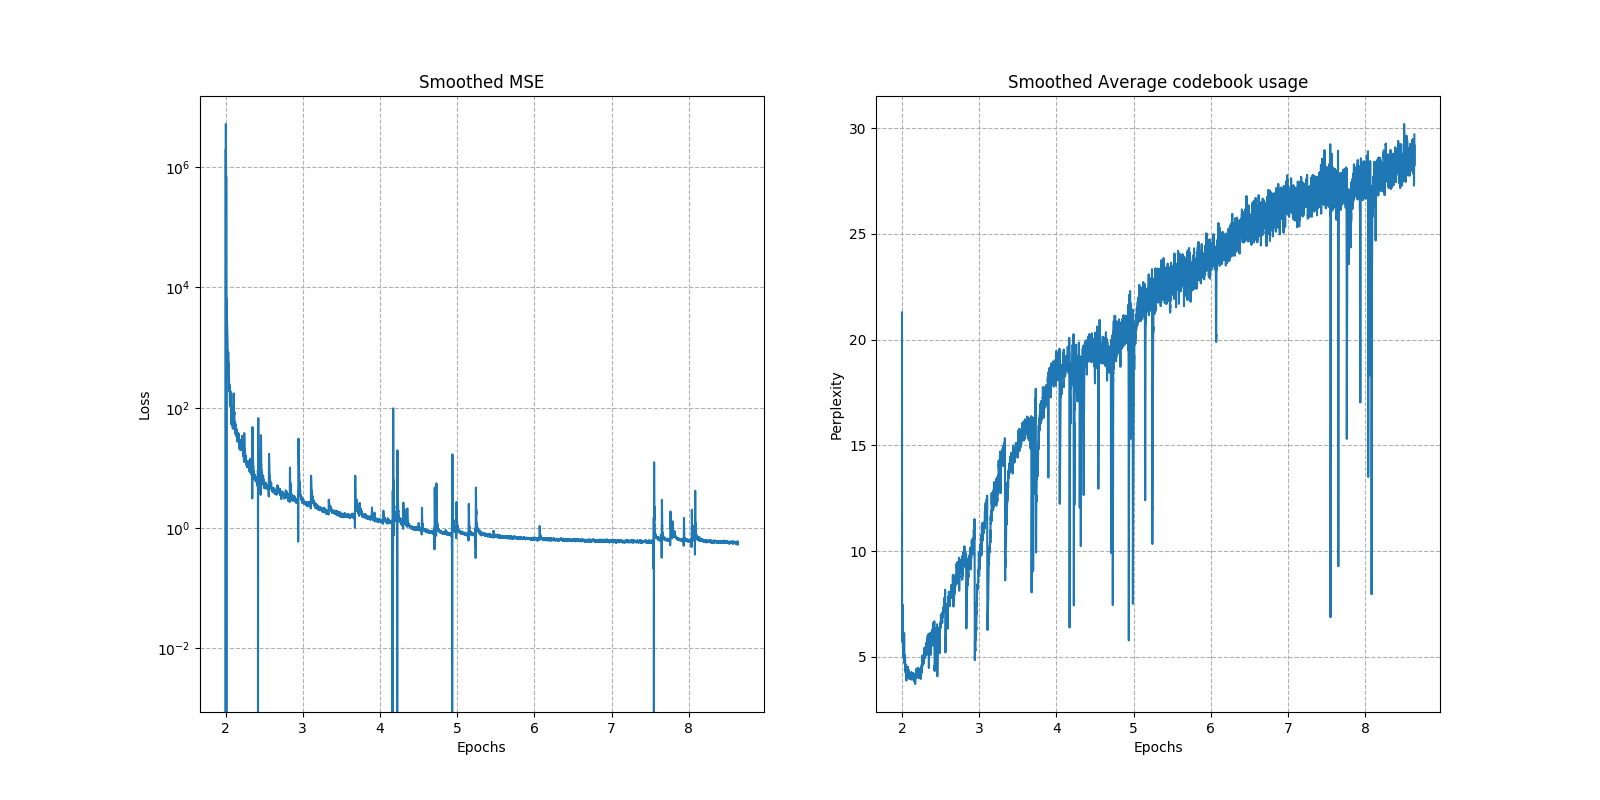 Smoothed MSE
Loss
10^6
10^4
10^2
10^0
10^-2
2 3 4 5 6 7 8
Epochs
Smoothed Average codebook usage
Perplexity
30
25
20
15
10
5
2 3 4 5 6 7 8
Epochs